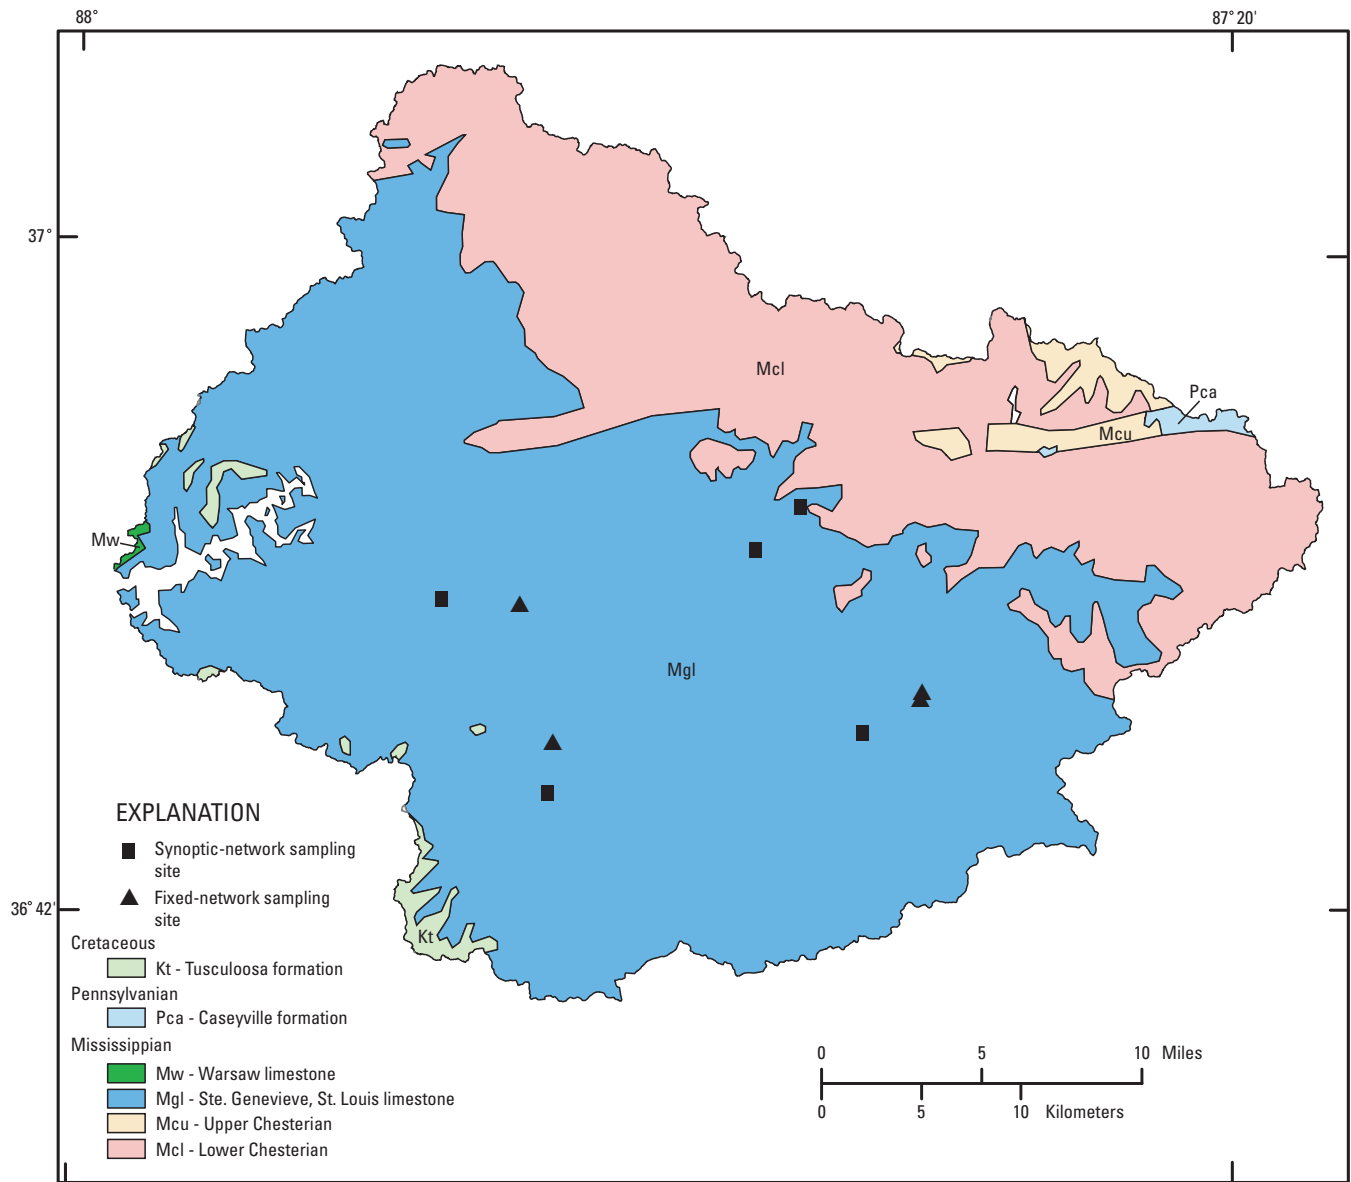 88°
87° 20'
37°
Mcl
Pca
Mcu
Mw
Mgl
EXPLANATION
Synoptic-network sampling
site
Fixed-network sampling
site
36° 42'
Kt
Cretaceous
Kt - Tusculoosa formation
Pennsylvanian
Pca - Caseyville formation
Mississippian
Mw - Warsaw limestone
Mgl - Ste. Genevieve, St. Louis limestone
Mcu - Upper Chesterian
Mcl - Lower Chesterian
0 5 10 Miles
0 5 10 Kilometers